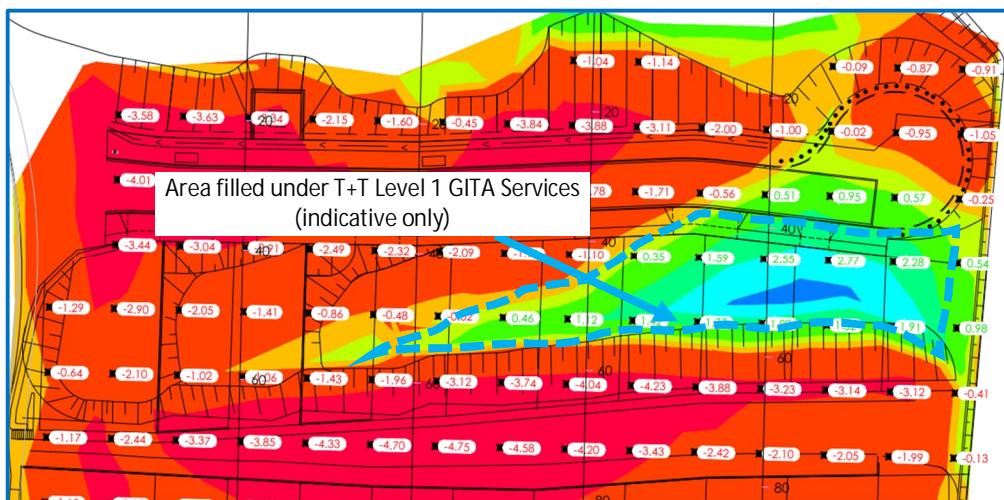 -1.04 -1.14 -0.09 -0.87 -0.91
20
-3.58 -3.63 20 -2.15 -1.60 -0.45 -3.84 -3.88 20 -3.11 -2.00 -1.00 -0.02 -0.95 -1.05
-4.01 -1.71 -0.56 0.51 0.95 0.57 -0.25
Area filled under T+T Level 1 GITA Services
(indicative only)
40
-3.44 -3.04 40 -2.49 -2.32 -2.09 -1.10 40 0.35 1.59 2.55 2.77 2.28 0.54
-1.29 -2.90 -2.05 -1.41 -0.86 -0.48 0.46 1.91 0.98
60
-0.64 -2.10 -1.02 60 -1.43 -1.96 60 -3.12 -3.74 60 -4.04 -4.23 -3.88 -3.23 -3.14 -3.12 -0.41
-1.17 -2.44 -3.37 -3.85 -4.33 -4.70 -4.75 -4.58 -4.20 -3.43 -2.42 -2.10 -2.05 -1.99 -0.13
80
80